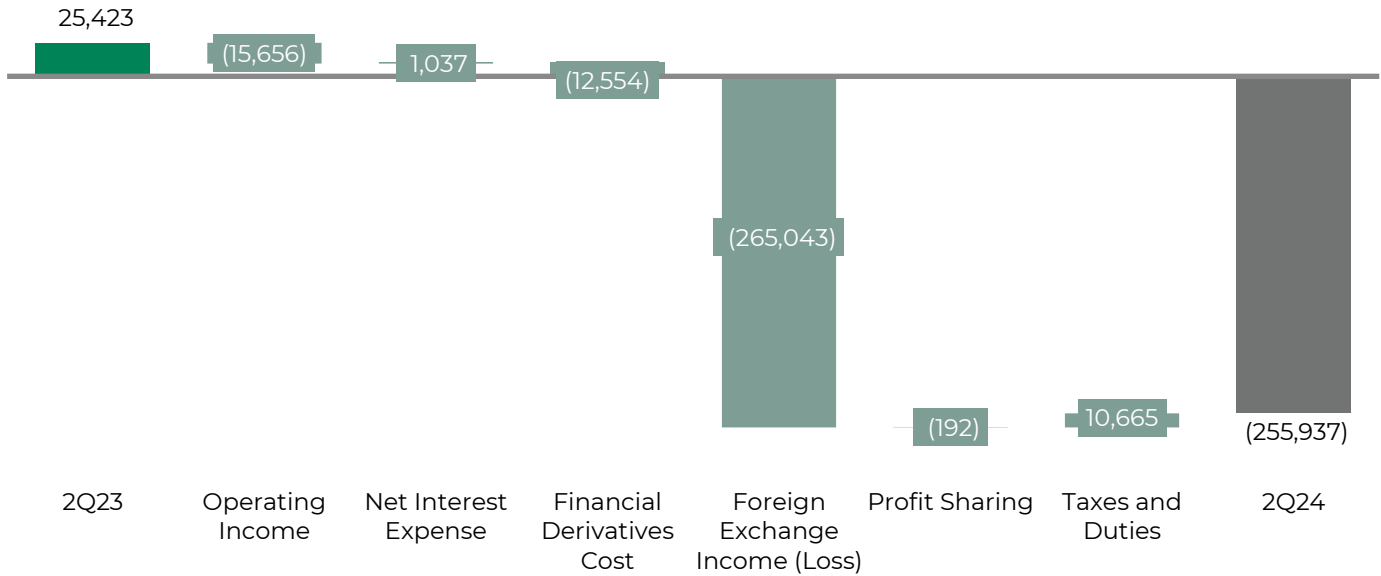 25,423
(15,656)
1,037
(12,554)
(265,043)
(192)
10,665
(255,937)
2Q23
Operating
Income
Net Interest
Expense
Financial
Derivatives
Cost
Foreign
Exchange
Income (Loss)
Profit Sharing
Taxes and
Duties
2Q24